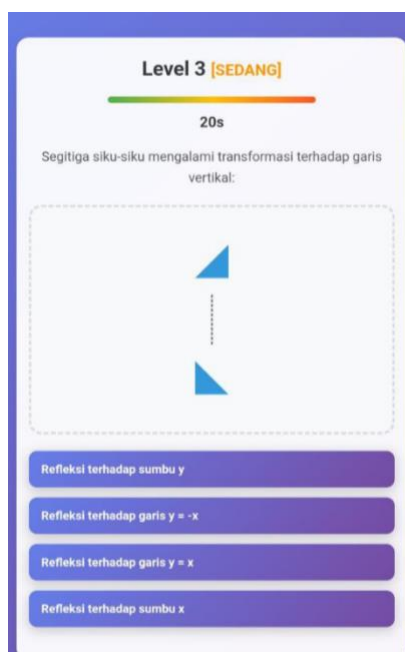 Level 3 [SEDANG]
20s
Segitiga siku-siku mengalami transformasi terhadap garis
vertikal:
Refleksi terhadap sumbu y
Refleksi terhadap garis y = -x
Refleksi terhadap garis y = x
Refleksi terhadap sumbu x